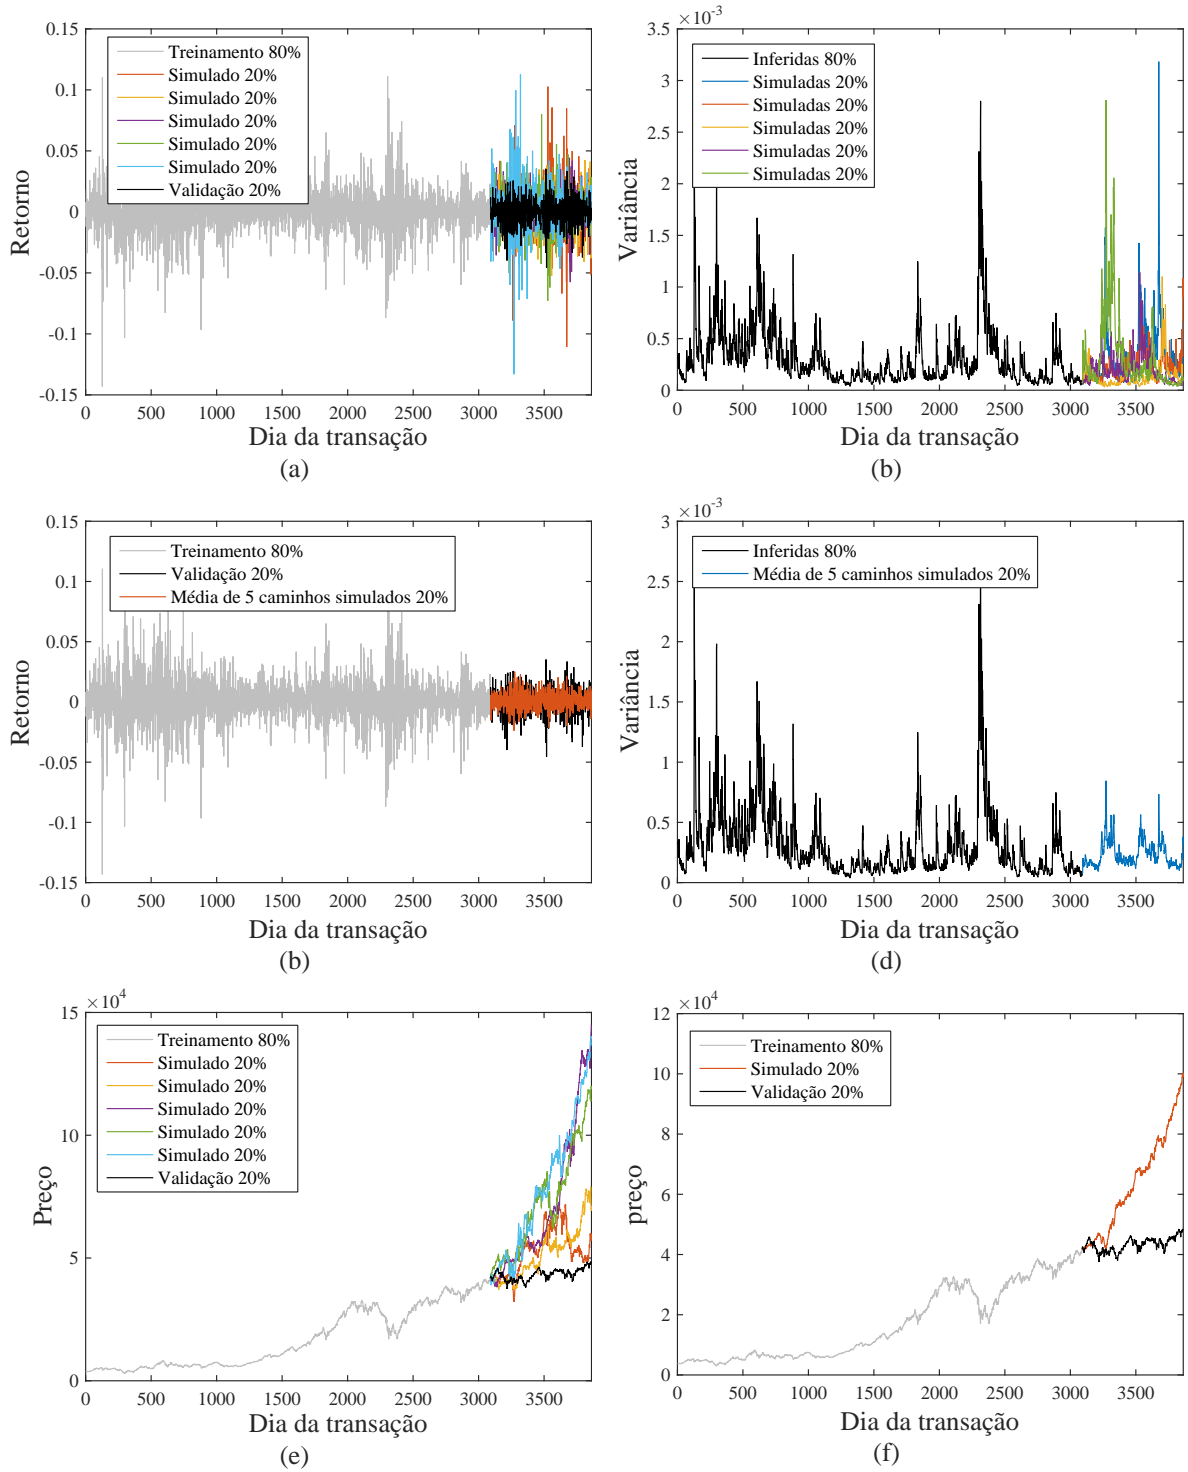 0.15
0.1
0.05
0
-0.05
-0.1
-0.15
Retorno
Treinamento 80%
Simulado 20%
Simulado 20%
Simulado 20%
Simulado 20%
Simulado 20%
Validação 20%
0 500 1000 1500 2000 2500 3000 3500
Dia da transação
(a)
×10⁻³
3.5
3
2.5
2
1.5
1
0.5
0
Variância
Inferidas 80%
Simuladas 20%
Simuladas 20%
Simuladas 20%
Simuladas 20%
Simuladas 20%
0 500 1000 1500 2000 2500 3000 3500
Dia da transação
(b)
0.15
0.1
0.05
0
-0.05
-0.1
-0.15
Retorno
Treinamento 80%
Validação 20%
Média de 5 caminhos simulados 20%
0 500 1000 1500 2000 2500 3000 3500
Dia da transação
(b)
×10⁻³
3
2.5
2
1.5
1
0.5
0
Variância
Inferidas 80%
Média de 5 caminhos simulados 20%
0 500 1000 1500 2000 2500 3000 3500
Dia da transação
(d)
×10⁴
15
10
5
0
Preço
Treinamento 80%
Simulado 20%
Simulado 20%
Simulado 20%
Simulado 20%
Simulado 20%
Validação 20%
0 500 1000 1500 2000 2500 3000 3500
Dia da transação
(e)
×10⁴
12
10
8
6
4
2
0
preço
Treinamento 80%
Simulado 20%
Validação 20%
0 500 1000 1500 2000 2500 3000 3500
Dia da transação
(f)